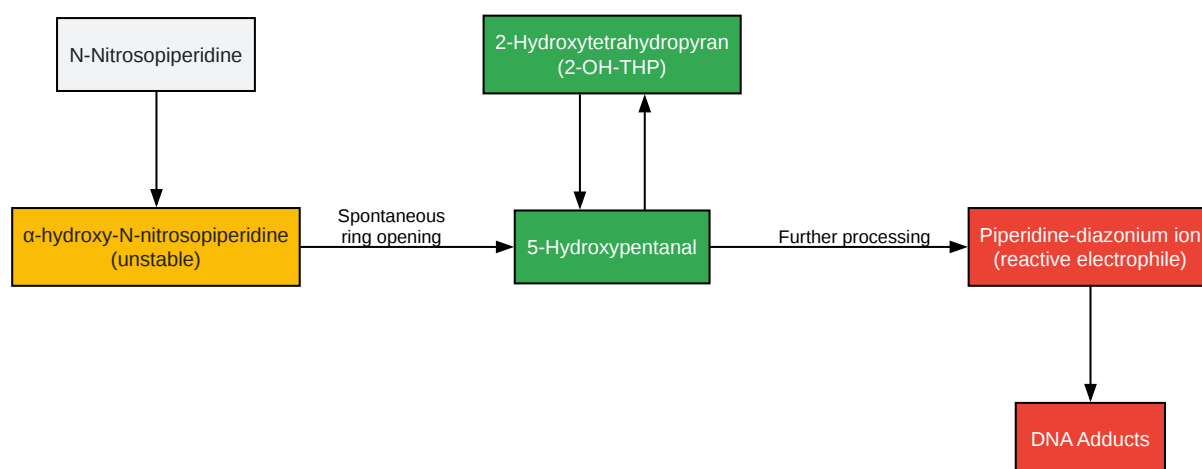 N-Nitrosopiperidine
2-Hydroxytetrahydropyran
(2-OH-THP)
α-hydroxy-N-nitrosopiperidine
(unstable)
Spontaneous
ring opening
5-Hydroxypentanal
Further processing
Piperidine-diazonium ion
(reactive electrophile)
DNA Adducts